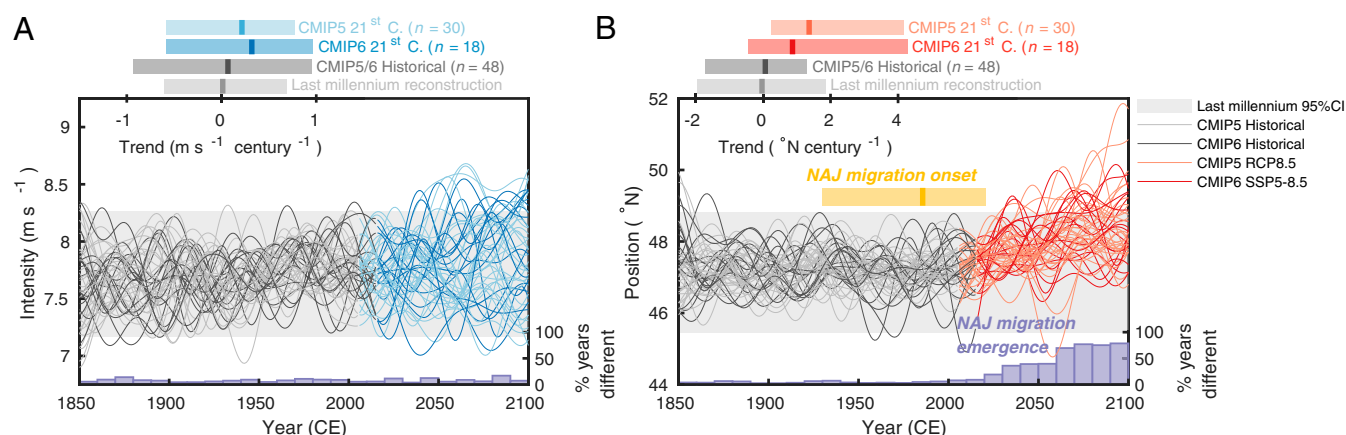 A
CMIP5 21st C. (n = 30)
CMIP6 21st C. (n = 18)
CMIP5/6 Historical (n = 48)
Last millennium reconstruction
-1 0 1
Trend (m s -1 century -1 )
9
8.5
8
7.5
7
Intensity (m s -1 )
100
50
0
% years
different
1850 1900 1950 2000 2050 2100
Year (CE)
B
CMIP5 21st C. (n = 30)
CMIP6 21st C. (n = 18)
CMIP5/6 Historical (n = 48)
Last millennium reconstruction
-2 0 2 4
Trend ( °N century -1 )
52
50
48
46
44
Position ( °N)
NAJ migration onset
NAJ migration
emergence
100
50
0
% years
different
1850 1900 1950 2000 2050 2100
Year (CE)
Last millennium 95%CI
CMIP5 Historical
CMIP6 Historical
CMIP5 RCP8.5
CMIP6 SSP5-8.5